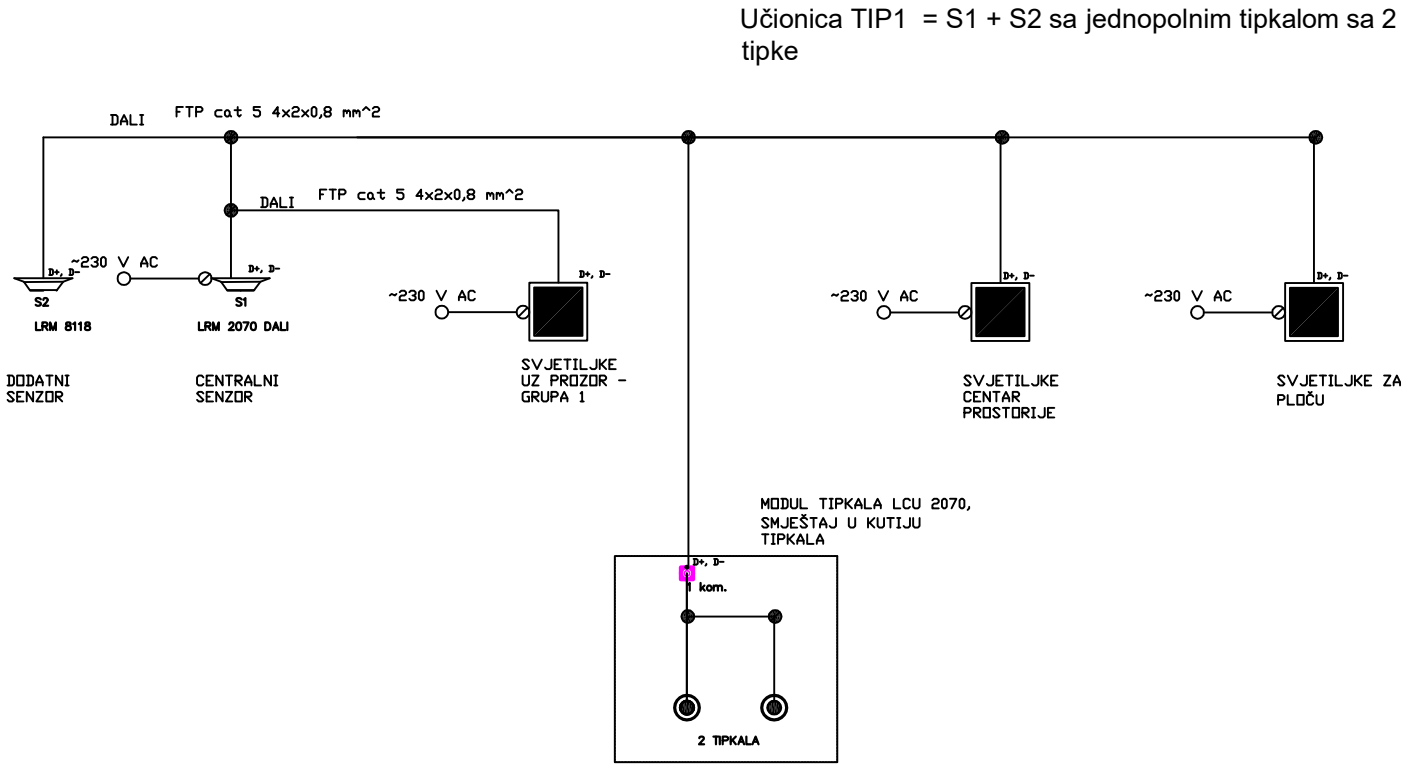 Učionica TIP1 = S1 + S2 sa jednopolnim tipkalom sa 2
tipke
DALI
FTP cat 5 4x2x0,8 mm^2
DALI
FTP cat 5 4x2x0,8 mm^2
D+, D-
~230 V AC
D+, D-
S2
S1
LRM 8118
LRM 2070 DALI
DODATNI
SENZOR
CENTRALNI
SENZOR
D+, D-
~230 V AC
SVJETILJKE
UZ PROZOR -
GRUPA 1
D+, D-
~230 V AC
SVJETILJKE
CENTAR
PROSTORIJE
D+, D-
~230 V AC
SVJETILJKE ZA
PLOČU
MODUL TIPKALA LCU 2070,
SMJEŠTAJ U KUTIJU
TIPKALA
D+, D-
1 kom.
2 TIPKALA